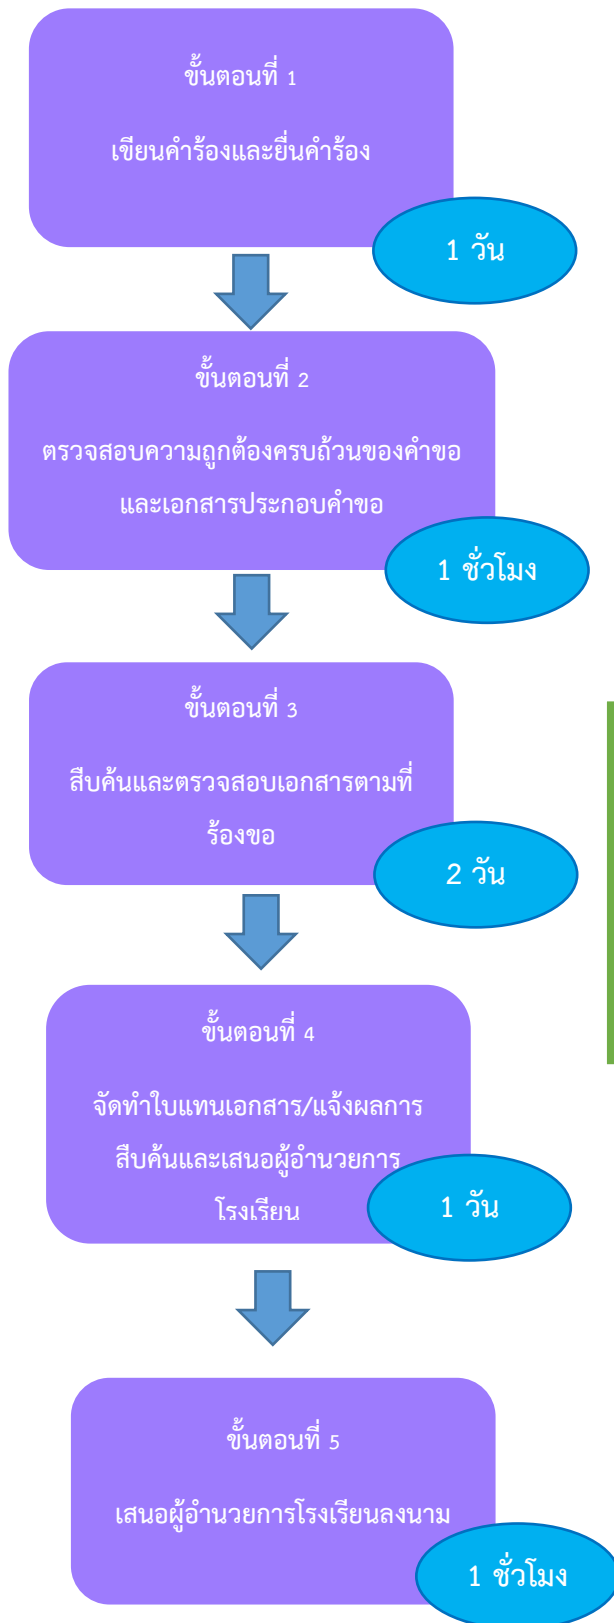 ขั้นตอนที่ 1
เขียนคำร้องและยื่นคำร้อง
1 วัน
ขั้นตอนที่ 2
ตรวจสอบความถูกต้องครบถ้วนของคำขอ
และเอกสารประกอบคำขอ
1 ชั่วโมง
ขั้นตอนที่ 3
สืบค้นและตรวจสอบเอกสารตามที่
ร้องขอ
2 วัน
ขั้นตอนที่ 4
จัดทำใบแทนเอกสาร/แจ้งผลการ
สืบค้นและเสนอผู้อำนวยการ
โรงเรียน
1 วัน
ขั้นตอนที่ 5
เสนอผู้อำนวยการโรงเรียนลงนาม
1 ชั่วโมง